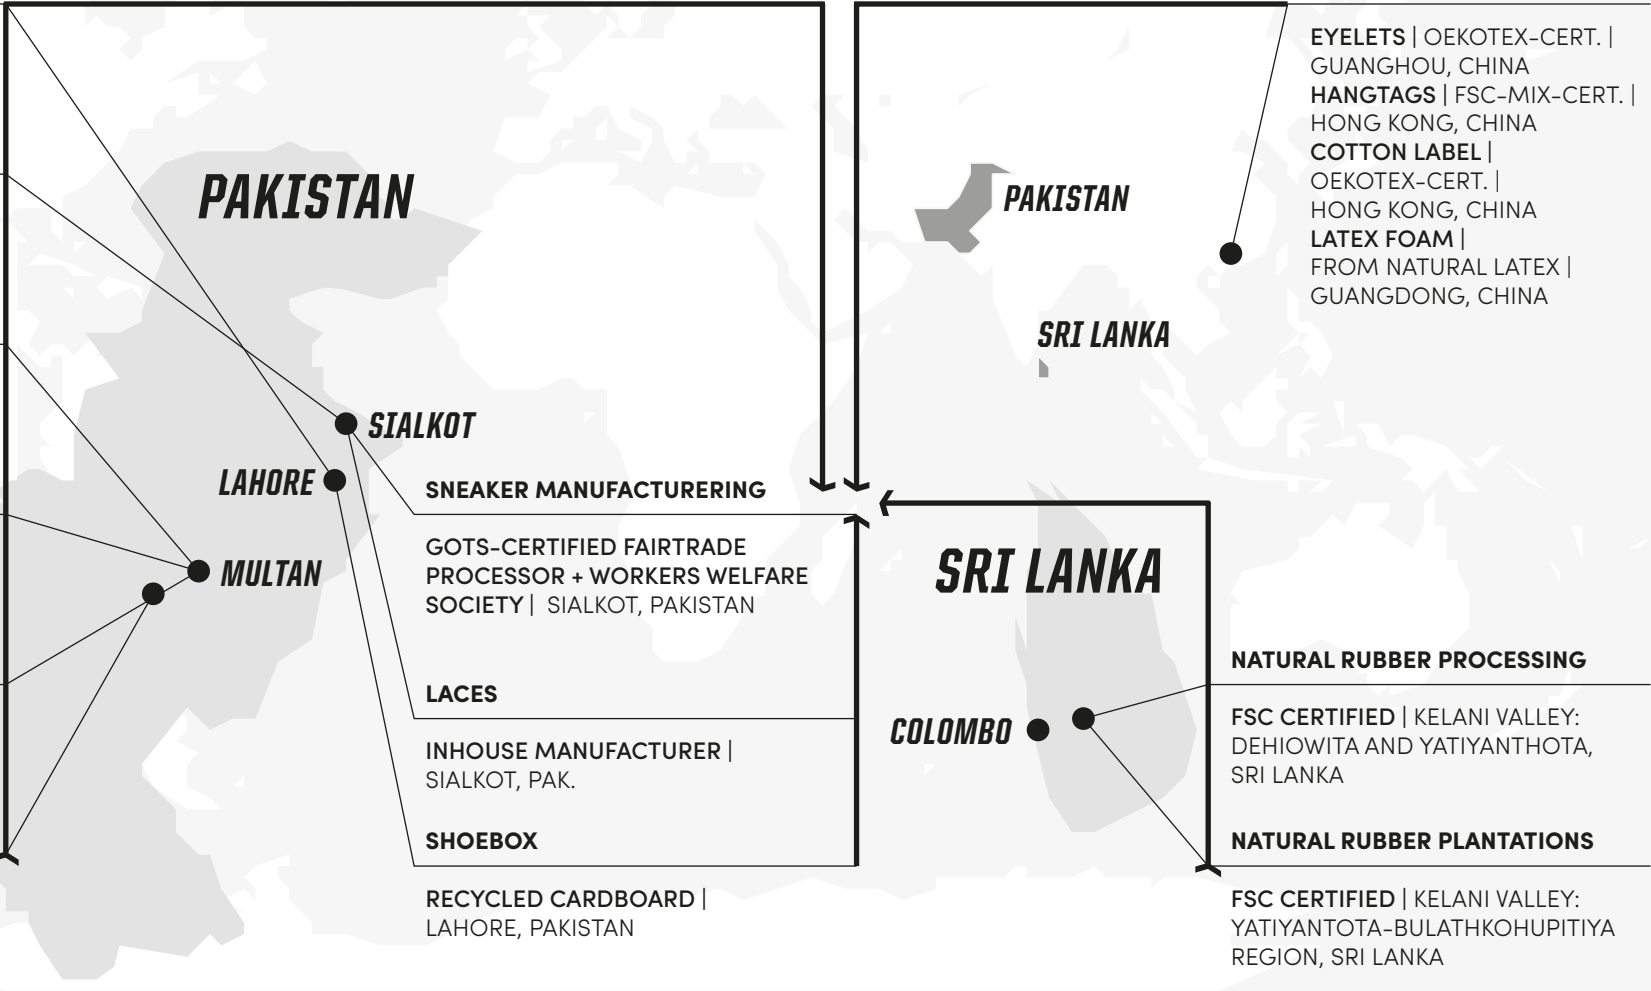 PAKISTAN
SIALKOT
LAHORE
MULTAN
SNEAKER MANUFACTURERING
GOTS-CERTIFIED FAIRTRADE
PROCESSOR + WORKERS WELFARE
SOCIETY | SIALKOT, PAKISTAN
LACES
INHOUSE MANUFACTURER |
SIALKOT, PAK.
SHOEBOX
RECYCLED CARDBOARD |
LAHORE, PAKISTAN
PAKISTAN
SRI LANKA
EYELETS | OEKOTEX-CERT. |
GUANGHOU, CHINA
HANGTAGS | FSC-MIX-CERT. |
HONG KONG, CHINA
COTTON LABEL |
OEKOTEX-CERT. |
HONG KONG, CHINA
LATEX FOAM |
FROM NATURAL LATEX |
GUANGDONG, CHINA
SRI LANKA
COLOMBO
NATURAL RUBBER PROCESSING
FSC CERTIFIED | KELANI VALLEY:
DEHIOWITA AND YATIYANTHOTA,
SRI LANKA
NATURAL RUBBER PLANTATIONS
FSC CERTIFIED | KELANI VALLEY:
YATIYANTOTA-BULATHKOHUPITIYA
REGION, SRI LANKA